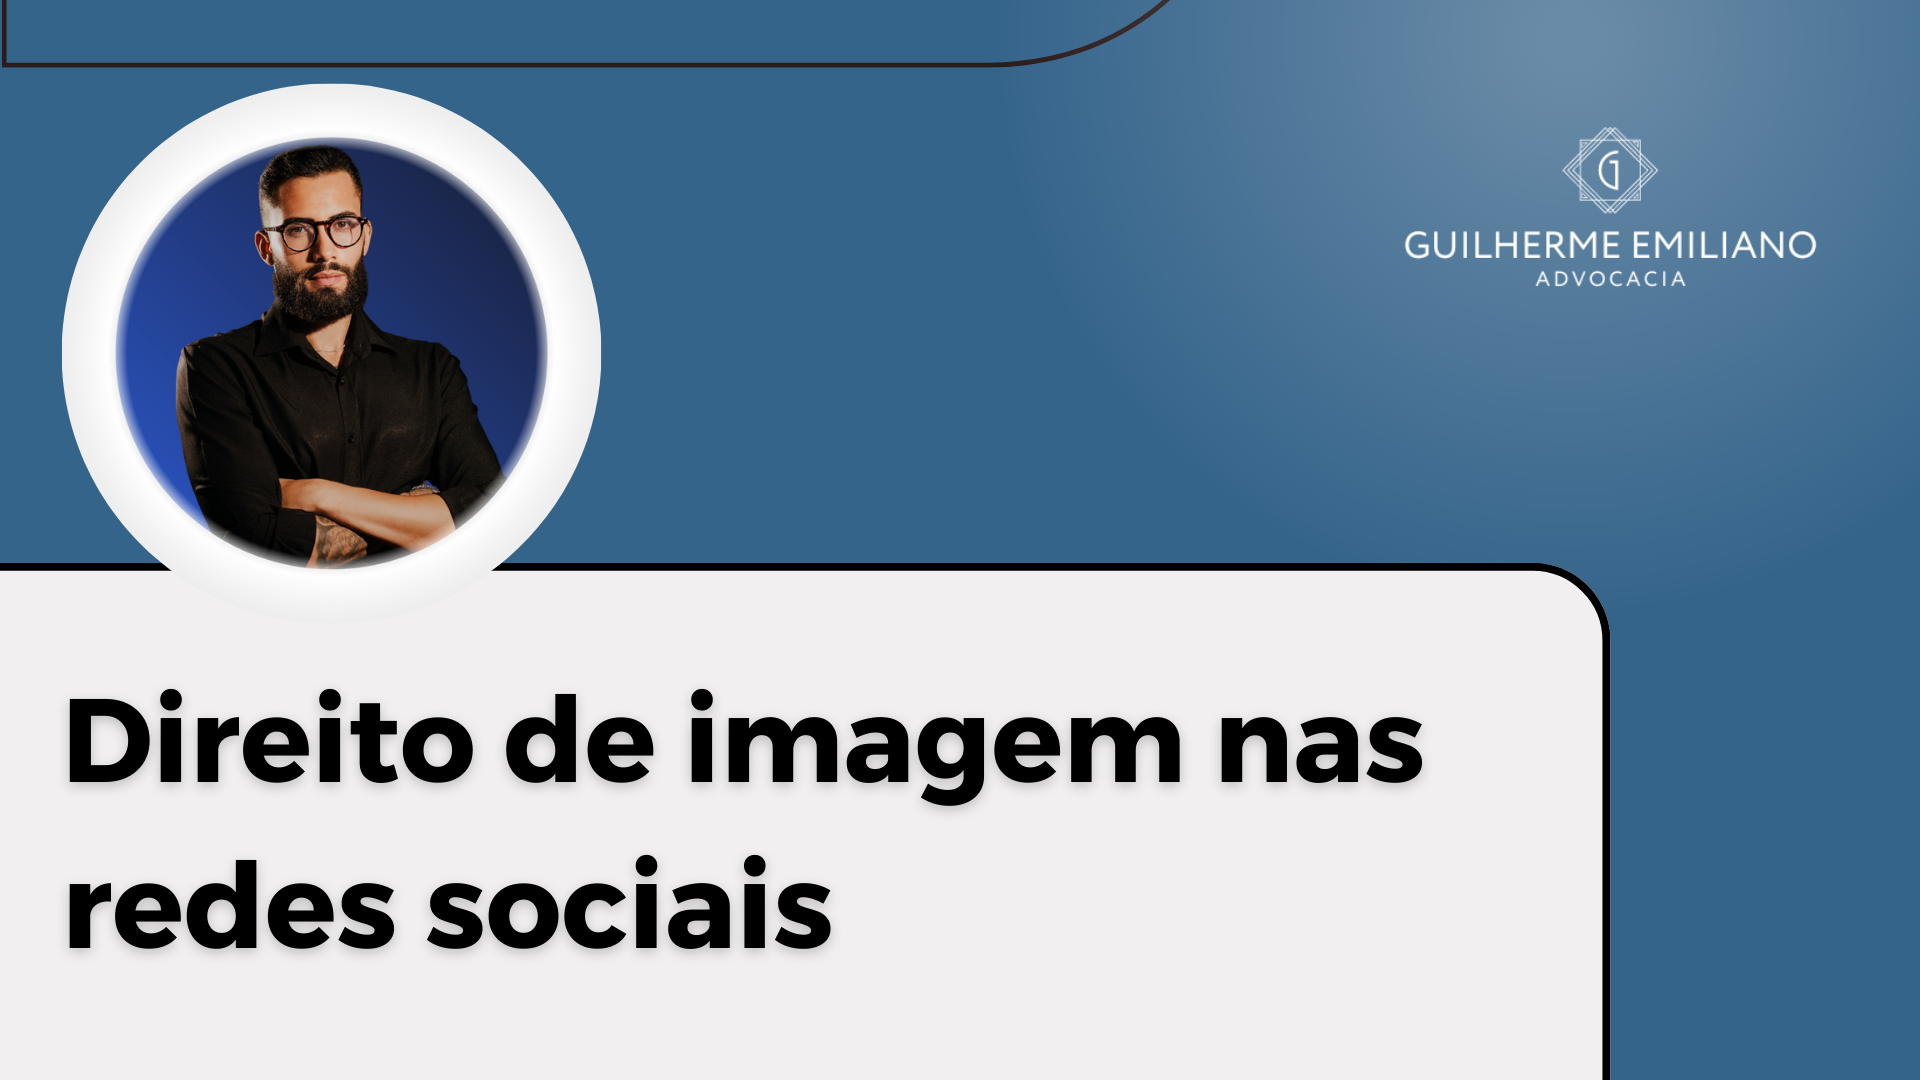 G
GUILHERME EMILIANO
ADVOCACIA
Direito de imagem nas
redes sociais